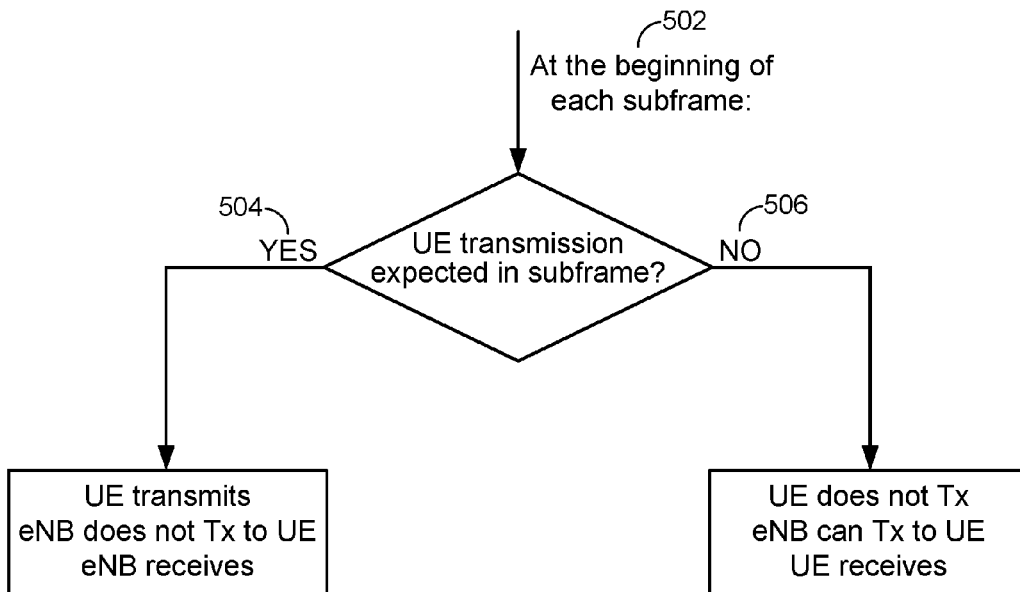 502
At the beginning of
each subframe:
504
YES
UE transmission
expected in subframe?
506
NO
UE transmits
eNB does not Tx to UE
eNB receives
UE does not Tx
eNB can Tx to UE
UE receives